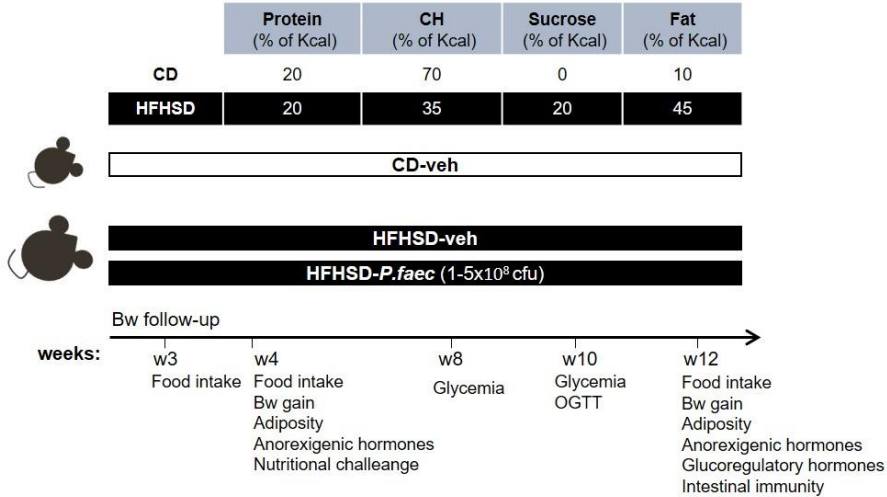 Protein CH Sucrose Fat
(% of Kcal) (% of Kcal) (% of Kcal) (% of Kcal)
CD 20 70 0 10
HFHSD 20 35 20 45
CD-veh
HFHSD-veh
HFHSD-P.faec (1-5x10⁸ cfu)
Bw follow-up
weeks: w3 w4 w8 w10 w12
Food intake Food intake Glycemia Glycemia Food intake
Bw gain OGTT Bw gain
Adiposity Adiposity
Anorexigenic hormones Anorexigenic hormones
Nutritional challeange Glucoregulatory hormones
Intestinal immunity